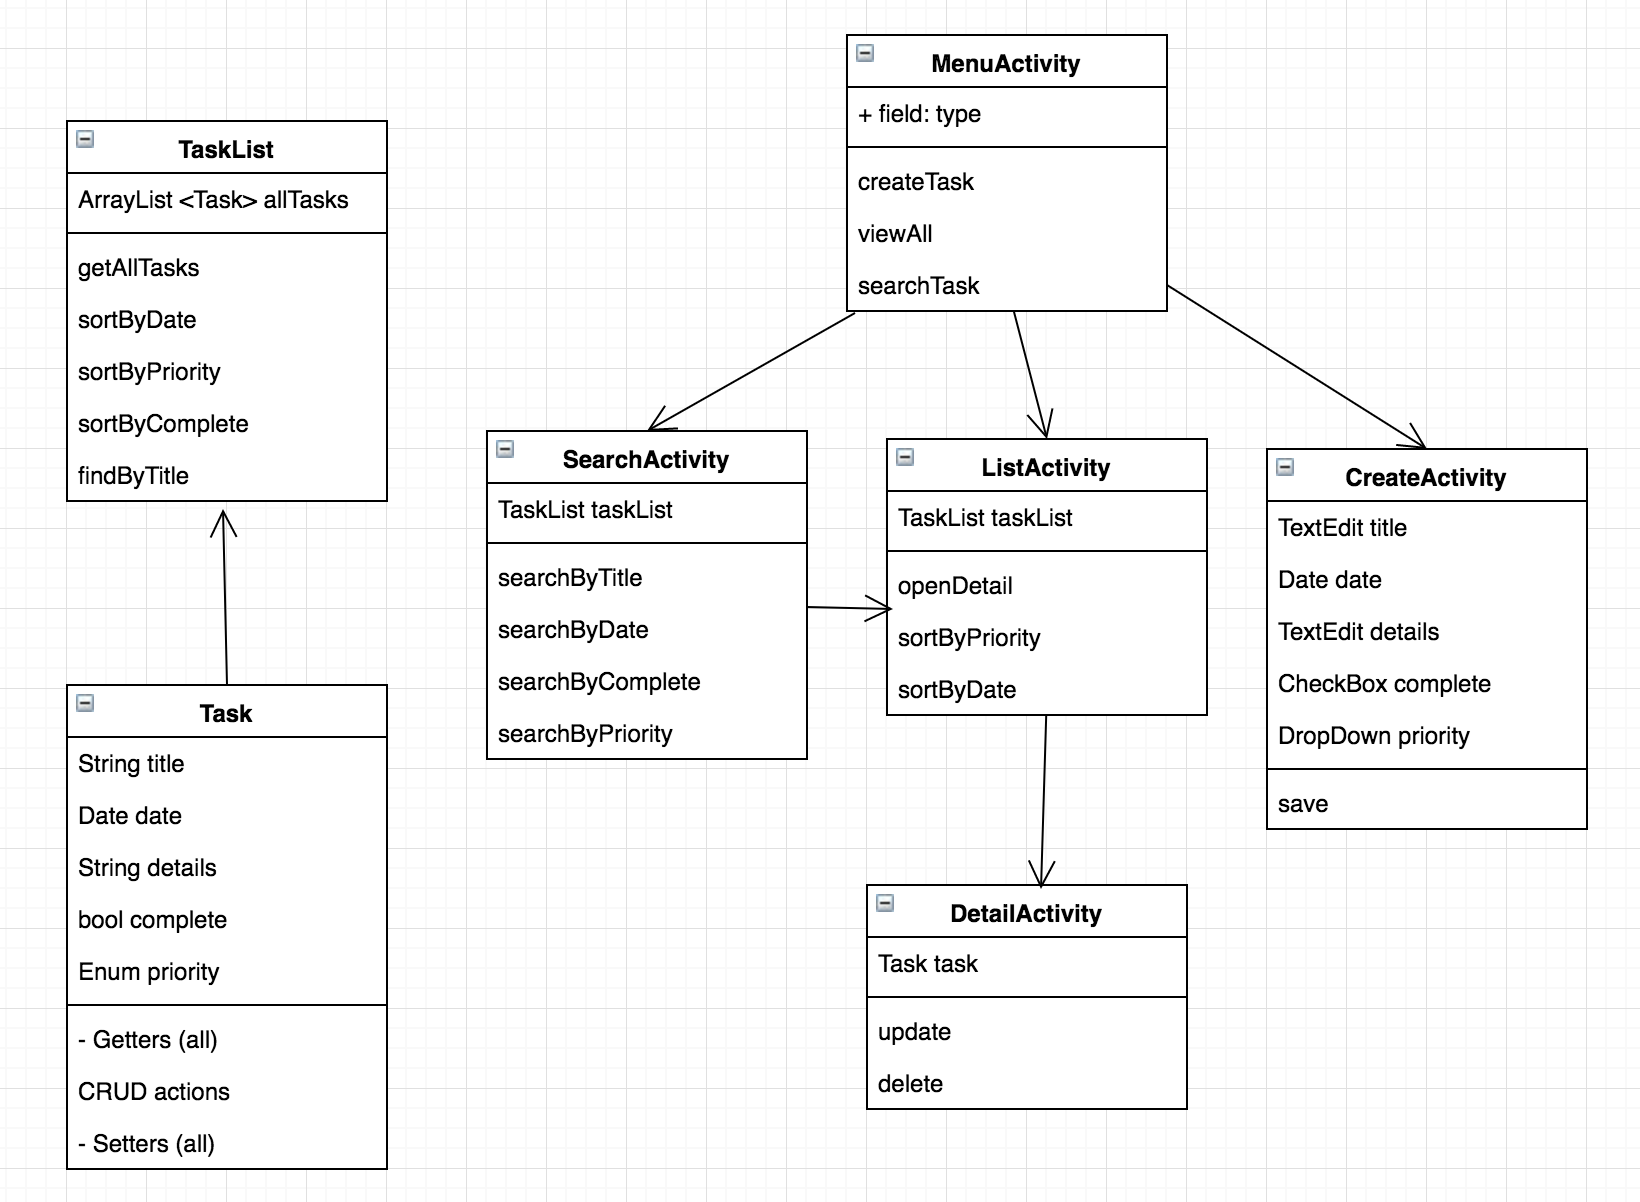 MenuActivity
+ field: type
createTask
viewAll
searchTask
TaskList
ArrayList <Task> allTasks
getAllTasks
sortByDate
sortByPriority
sortByComplete
findByTitle
SearchActivity
TaskList taskList
searchByTitle
searchByDate
searchByComplete
searchByPriority
ListActivity
TaskList taskList
openDetail
sortByPriority
sortByDate
CreateActivity
TextEdit title
Date date
TextEdit details
CheckBox complete
DropDown priority
save
Task
String title
Date date
String details
bool complete
Enum priority
- Getters (all)
CRUD actions
- Setters (all)
DetailActivity
Task task
update
delete